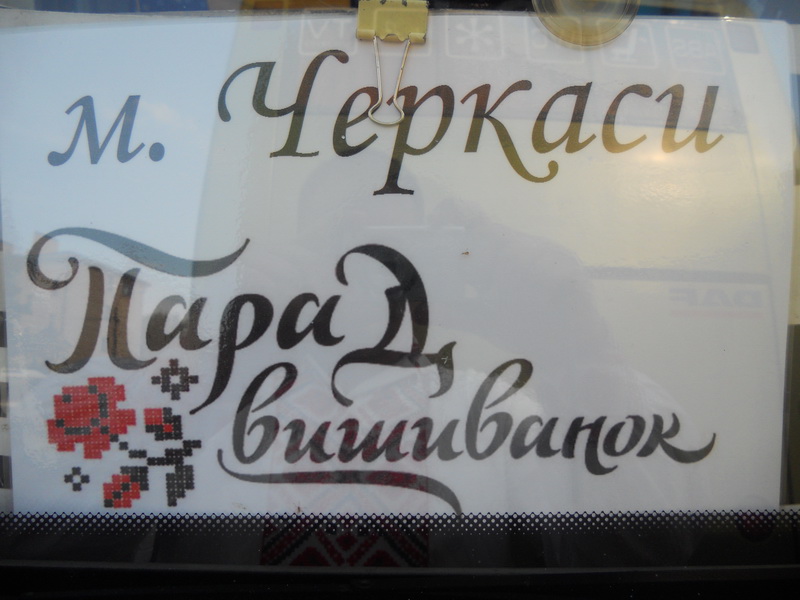 м. Черкаси
ПараД
вишиванок